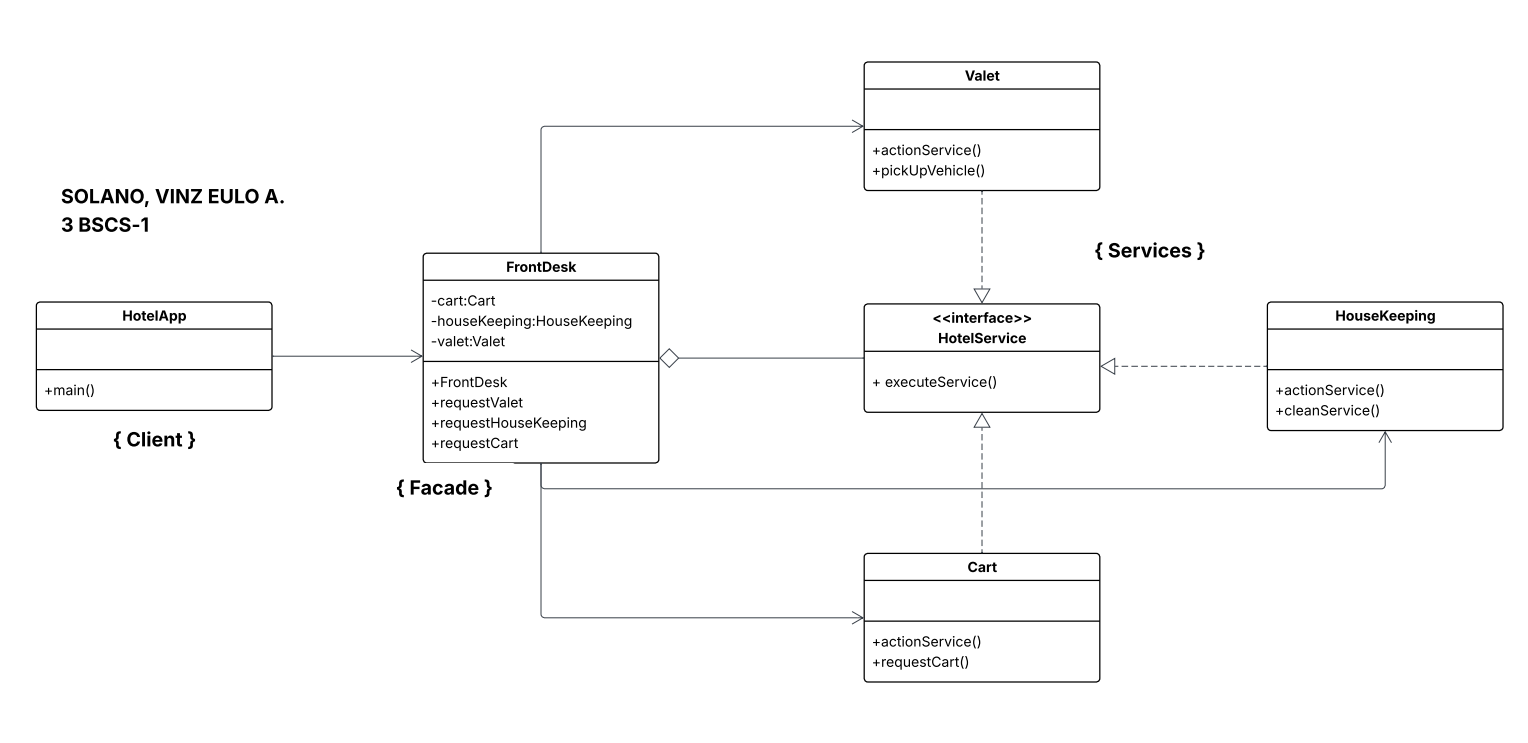 SOLANO, VINZ EULO A.
3 BSCS-1
HotelApp
+main()
{ Client }
FrontDesk
-cart:Cart
-houseKeeping:HouseKeeping
-valet:Valet
+FrontDesk
+requestValet
+requestHouseKeeping
+requestCart
{ Facade }
Valet
+actionService()
+pickUpVehicle()
{ Services }
<<interface>>
HotelService
+ executeService()
HouseKeeping
+actionService()
+cleanService()
Cart
+actionService()
+requestCart()